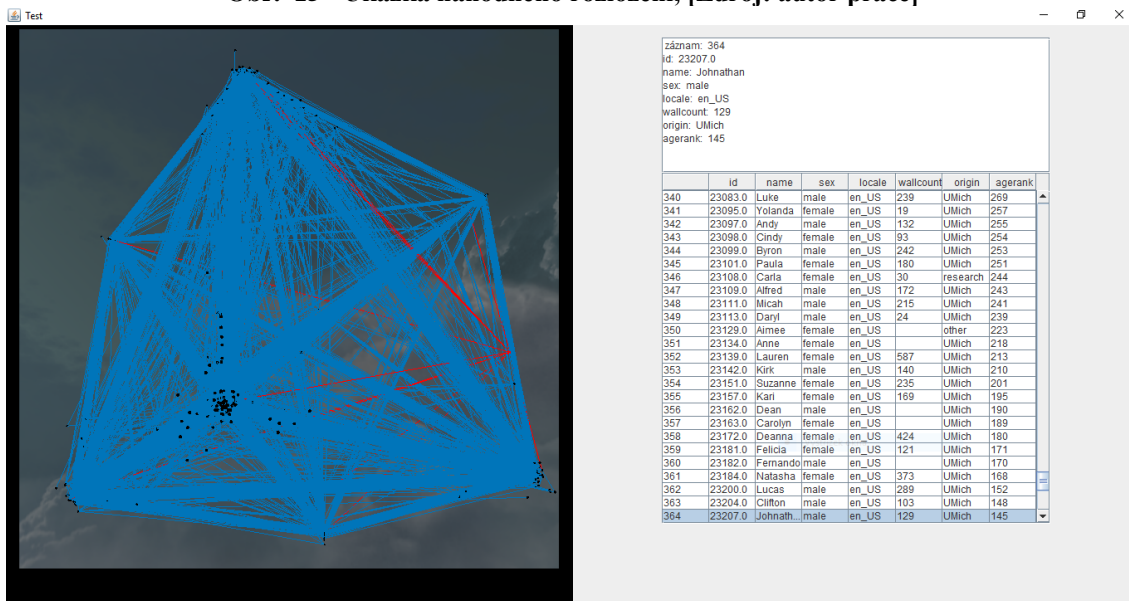 Test
záznam: 364
id: 23207.0
name: Johnathan
sex: male
locale: en_US
wallcount: 129
origin: UMich
agerank: 145
id name sex locale wallcount origin agerank
340 23083.0 Luke male en_US 239 UMich 269
341 23095.0 Yolanda female en_US 19 UMich 257
342 23097.0 Andy male en_US 132 UMich 255
343 23098.0 Cindy female en_US 93 UMich 254
344 23099.0 Byron male en_US 242 UMich 253
345 23101.0 Paula female en_US 180 UMich 251
346 23108.0 Carla female en_US 30 research 244
347 23109.0 Alfred male en_US 172 UMich 243
348 23111.0 Micah male en_US 215 UMich 241
349 23113.0 Daryl male en_US 24 UMich 239
350 23129.0 Aimee female en_US other 223
351 23134.0 Anne female en_US UMich 218
352 23139.0 Lauren female en_US 587 UMich 213
353 23142.0 Kirk male en_US 140 UMich 210
354 23151.0 Suzanne female en_US 235 UMich 201
355 23157.0 Kari female en_US 169 UMich 195
356 23162.0 Dean male en_US UMich 190
357 23163.0 Carolyn female en_US UMich 189
358 23172.0 Deanna female en_US 424 UMich 180
359 23181.0 Felicia female en_US 121 UMich 171
360 23182.0 Fernando male en_US UMich 170
361 23184.0 Natasha female en_US 373 UMich 168
362 23200.0 Lucas male en_US 289 UMich 152
363 23204.0 Clifton male en_US 103 UMich 148
364 23207.0 Johnath... male en_US 129 UMich 145